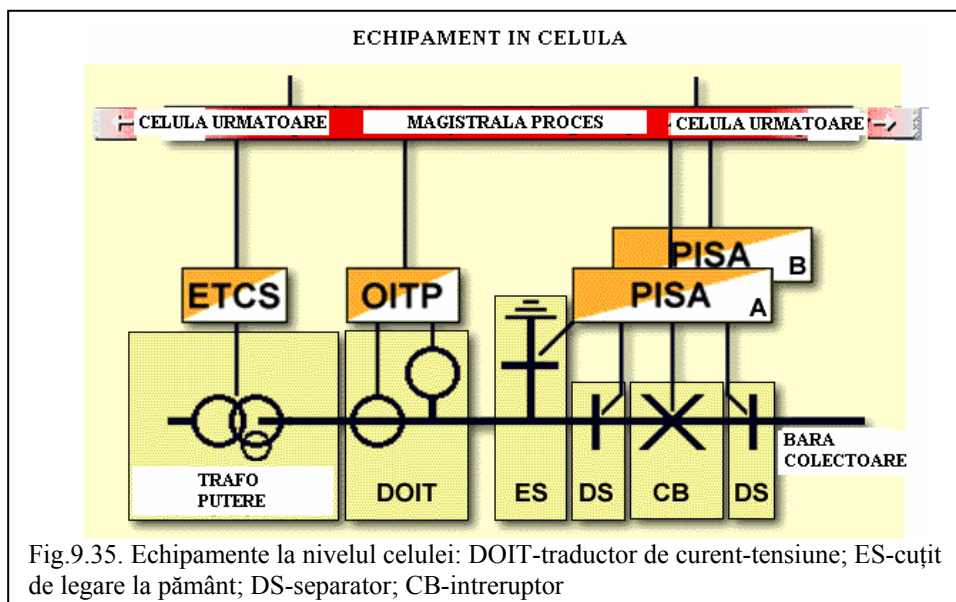 ECHIPAMENT IN CELULA
CELULA URMATOARE
MAGISTRALA PROCES
CELULA URMATOARE
PISA
B
ETCS
OITP
PISA
A
TRAFO
PUTERE
DOIT
ES
DS
CB
DS
BARA
COLECTOARE
Fig.9.35. Echipamente la nivelul celulei: DOIT-traductor de curent-tensiune; ES-cuțit
de legare la pământ; DS-separator; CB-intreruptor